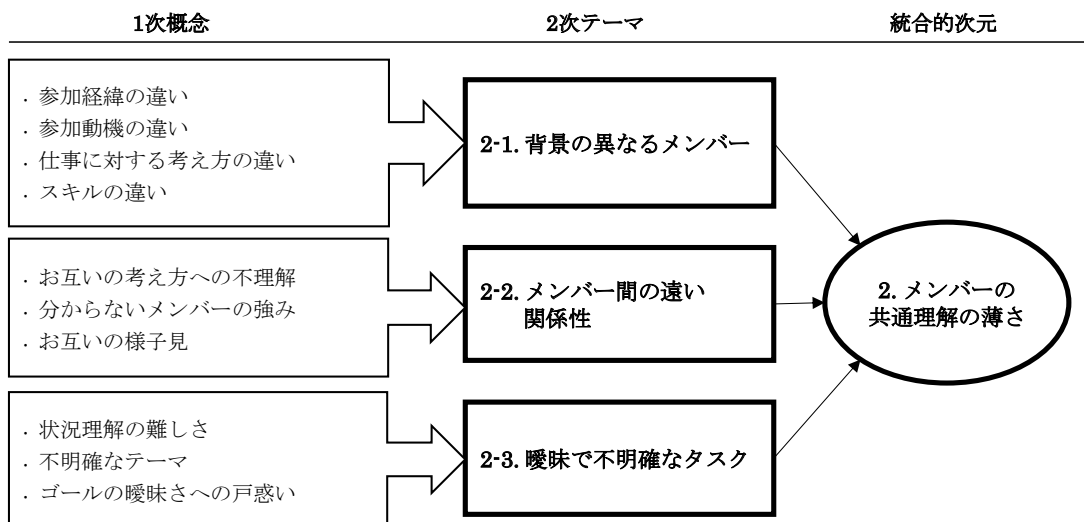 1次概念
2次テーマ
統合的次元
. 参加経緯の違い
. 参加動機の違い
. 仕事に対する考え方の違い
. スキルの違い
2-1. 背景の異なるメンバー
. お互いの考え方への不理解
. 分からないメンバーの強み
. お互いの様子見
2-2. メンバー間の遠い
関係性
. 状況理解の難しさ
. 不明確なテーマ
. ゴールの曖昧さへの戸惑い
2-3. 曖昧で不明確なタスク
2. メンバーの
共通理解の薄さ